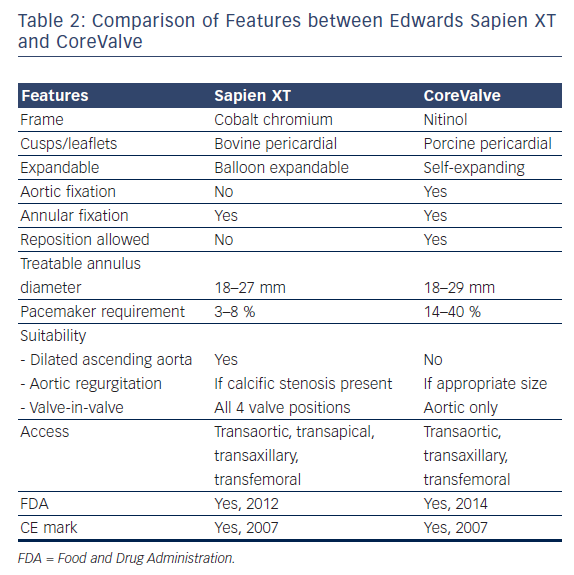 Table 2: Comparison of Features between Edwards Sapien XT
and CoreValve
Features Sapien XT CoreValve
Frame Cobalt chromium Nitinol
Cusps/leaflets Bovine pericardial Porcine pericardial
Expandable Balloon expandable Self-expanding
Aortic fixation No Yes
Annular fixation Yes Yes
Reposition allowed No Yes
Treatable annulus
diameter 18–27 mm 18–29 mm
Pacemaker requirement 3–8 % 14–40 %
Suitability
- Dilated ascending aorta Yes No
- Aortic regurgitation If calcific stenosis present If appropriate size
- Valve-in-valve All 4 valve positions Aortic only
Access Transaortic, transapical, Transaortic,
transaxillary, transaxillary,
transfemoral transfemoral
FDA Yes, 2012 Yes, 2014
CE mark Yes, 2007 Yes, 2007
FDA = Food and Drug Administration.